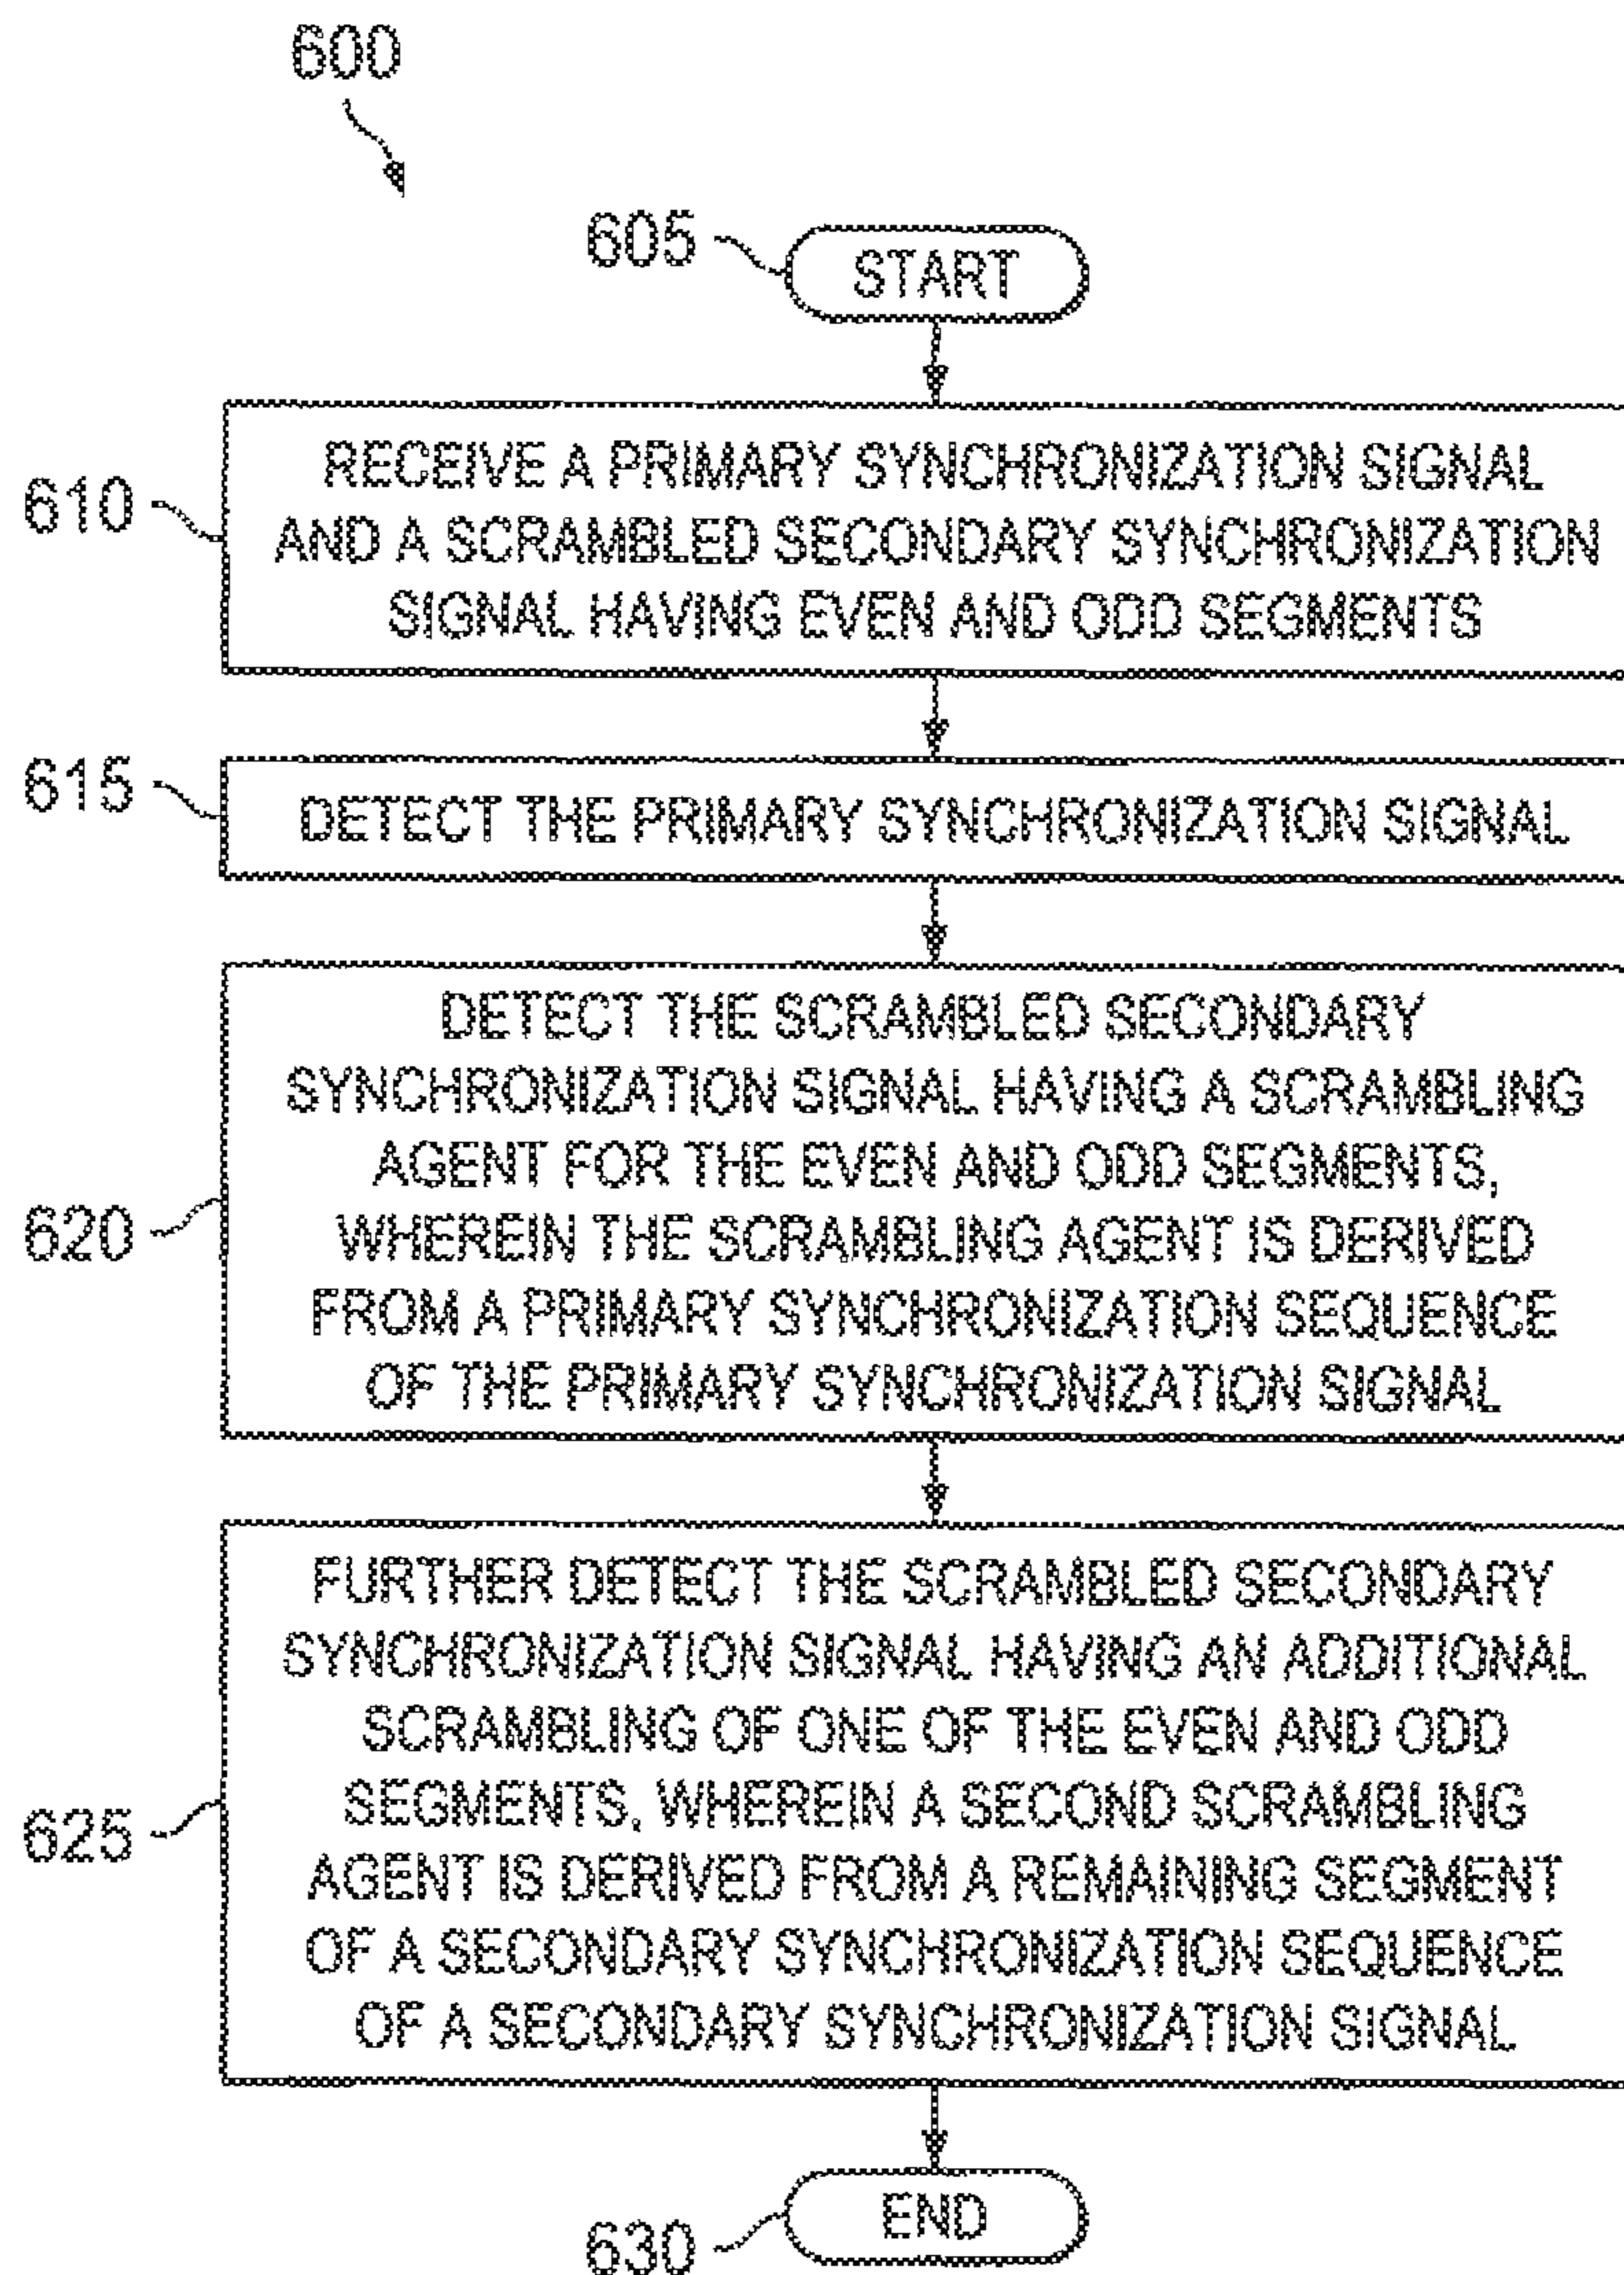 600
605
START
610
RECEIVE A PRIMARY SYNCHRONIZATION SIGNAL
AND A SCRAMBLED SECONDARY SYNCHRONIZATION
SIGNAL HAVING EVEN AND ODD SEGMENTS
615
DETECT THE PRIMARY SYNCHRONIZATION SIGNAL
620
DETECT THE SCRAMBLED SECONDARY
SYNCHRONIZATION SIGNAL HAVING A SCRAMBLING
AGENT FOR THE EVEN AND ODD SEGMENTS,
WHEREIN THE SCRAMBLING AGENT IS DERIVED
FROM A PRIMARY SYNCHRONIZATION SEQUENCE
OF THE PRIMARY SYNCHRONIZATION SIGNAL
625
FURTHER DETECT THE SCRAMBLED SECONDARY
SYNCHRONIZATION SIGNAL HAVING AN ADDITIONAL
SCRAMBLING OF ONE OF THE EVEN AND ODD
SEGMENTS, WHEREIN A SECOND SCRAMBLING
AGENT IS DERIVED FROM A REMAINING SEGMENT
OF A SECONDARY SYNCHRONIZATION SEQUENCE
OF A SECONDARY SYNCHRONIZATION SIGNAL
630
END